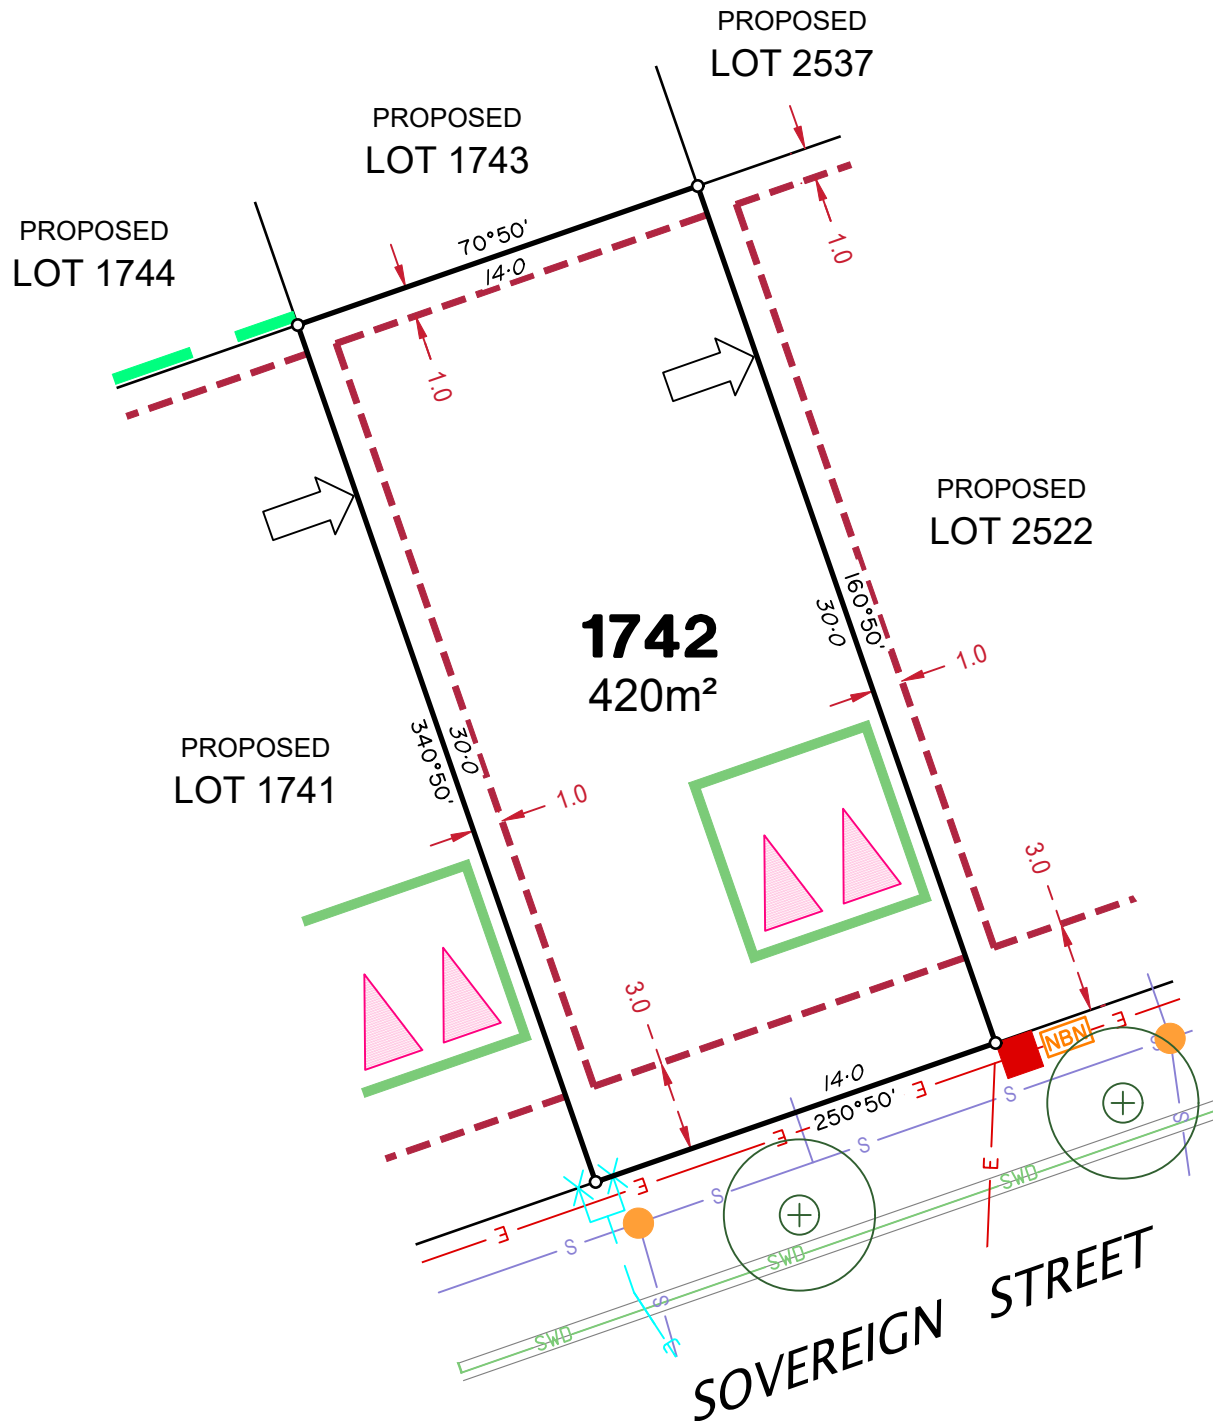 PROPOSED
LOT 2537
PROPOSED
LOT 1743
PROPOSED
LOT 1744
70°50'
14·0
1.0
1.0
PROPOSED
LOT 2522
160°50'
30·0
1742
420m²
1.0
PROPOSED
LOT 1741
340°50'
30·0
1.0
3.0
3.0
14·0
250°50'
NBN
E
E
E
E
E
E
S
S
S
S
S
S
S
SWD
SWD
SWD
SOVEREIGN STREET